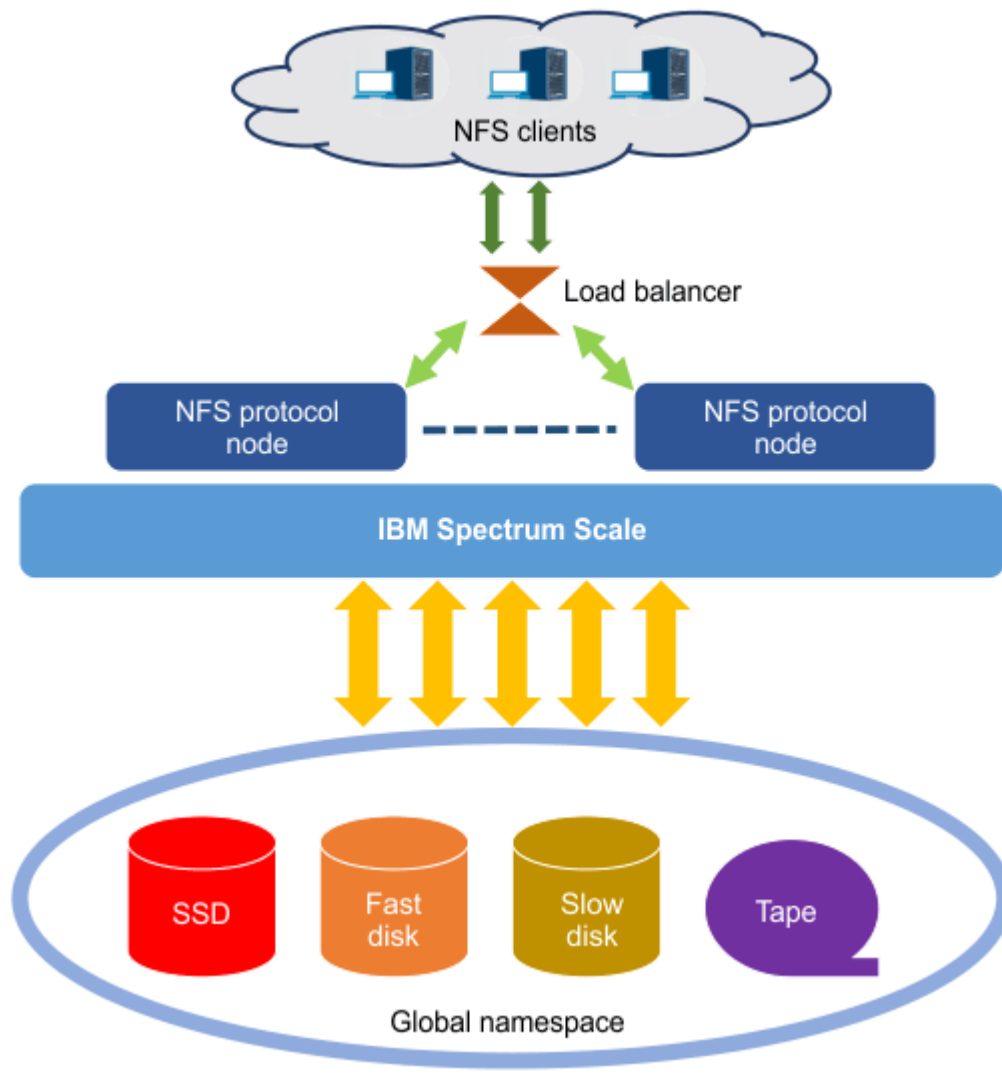 NFS clients
Load balancer
NFS protocol
node
NFS protocol
node
IBM Spectrum Scale
SSD
Fast
disk
Slow
disk
Tape
Global namespace